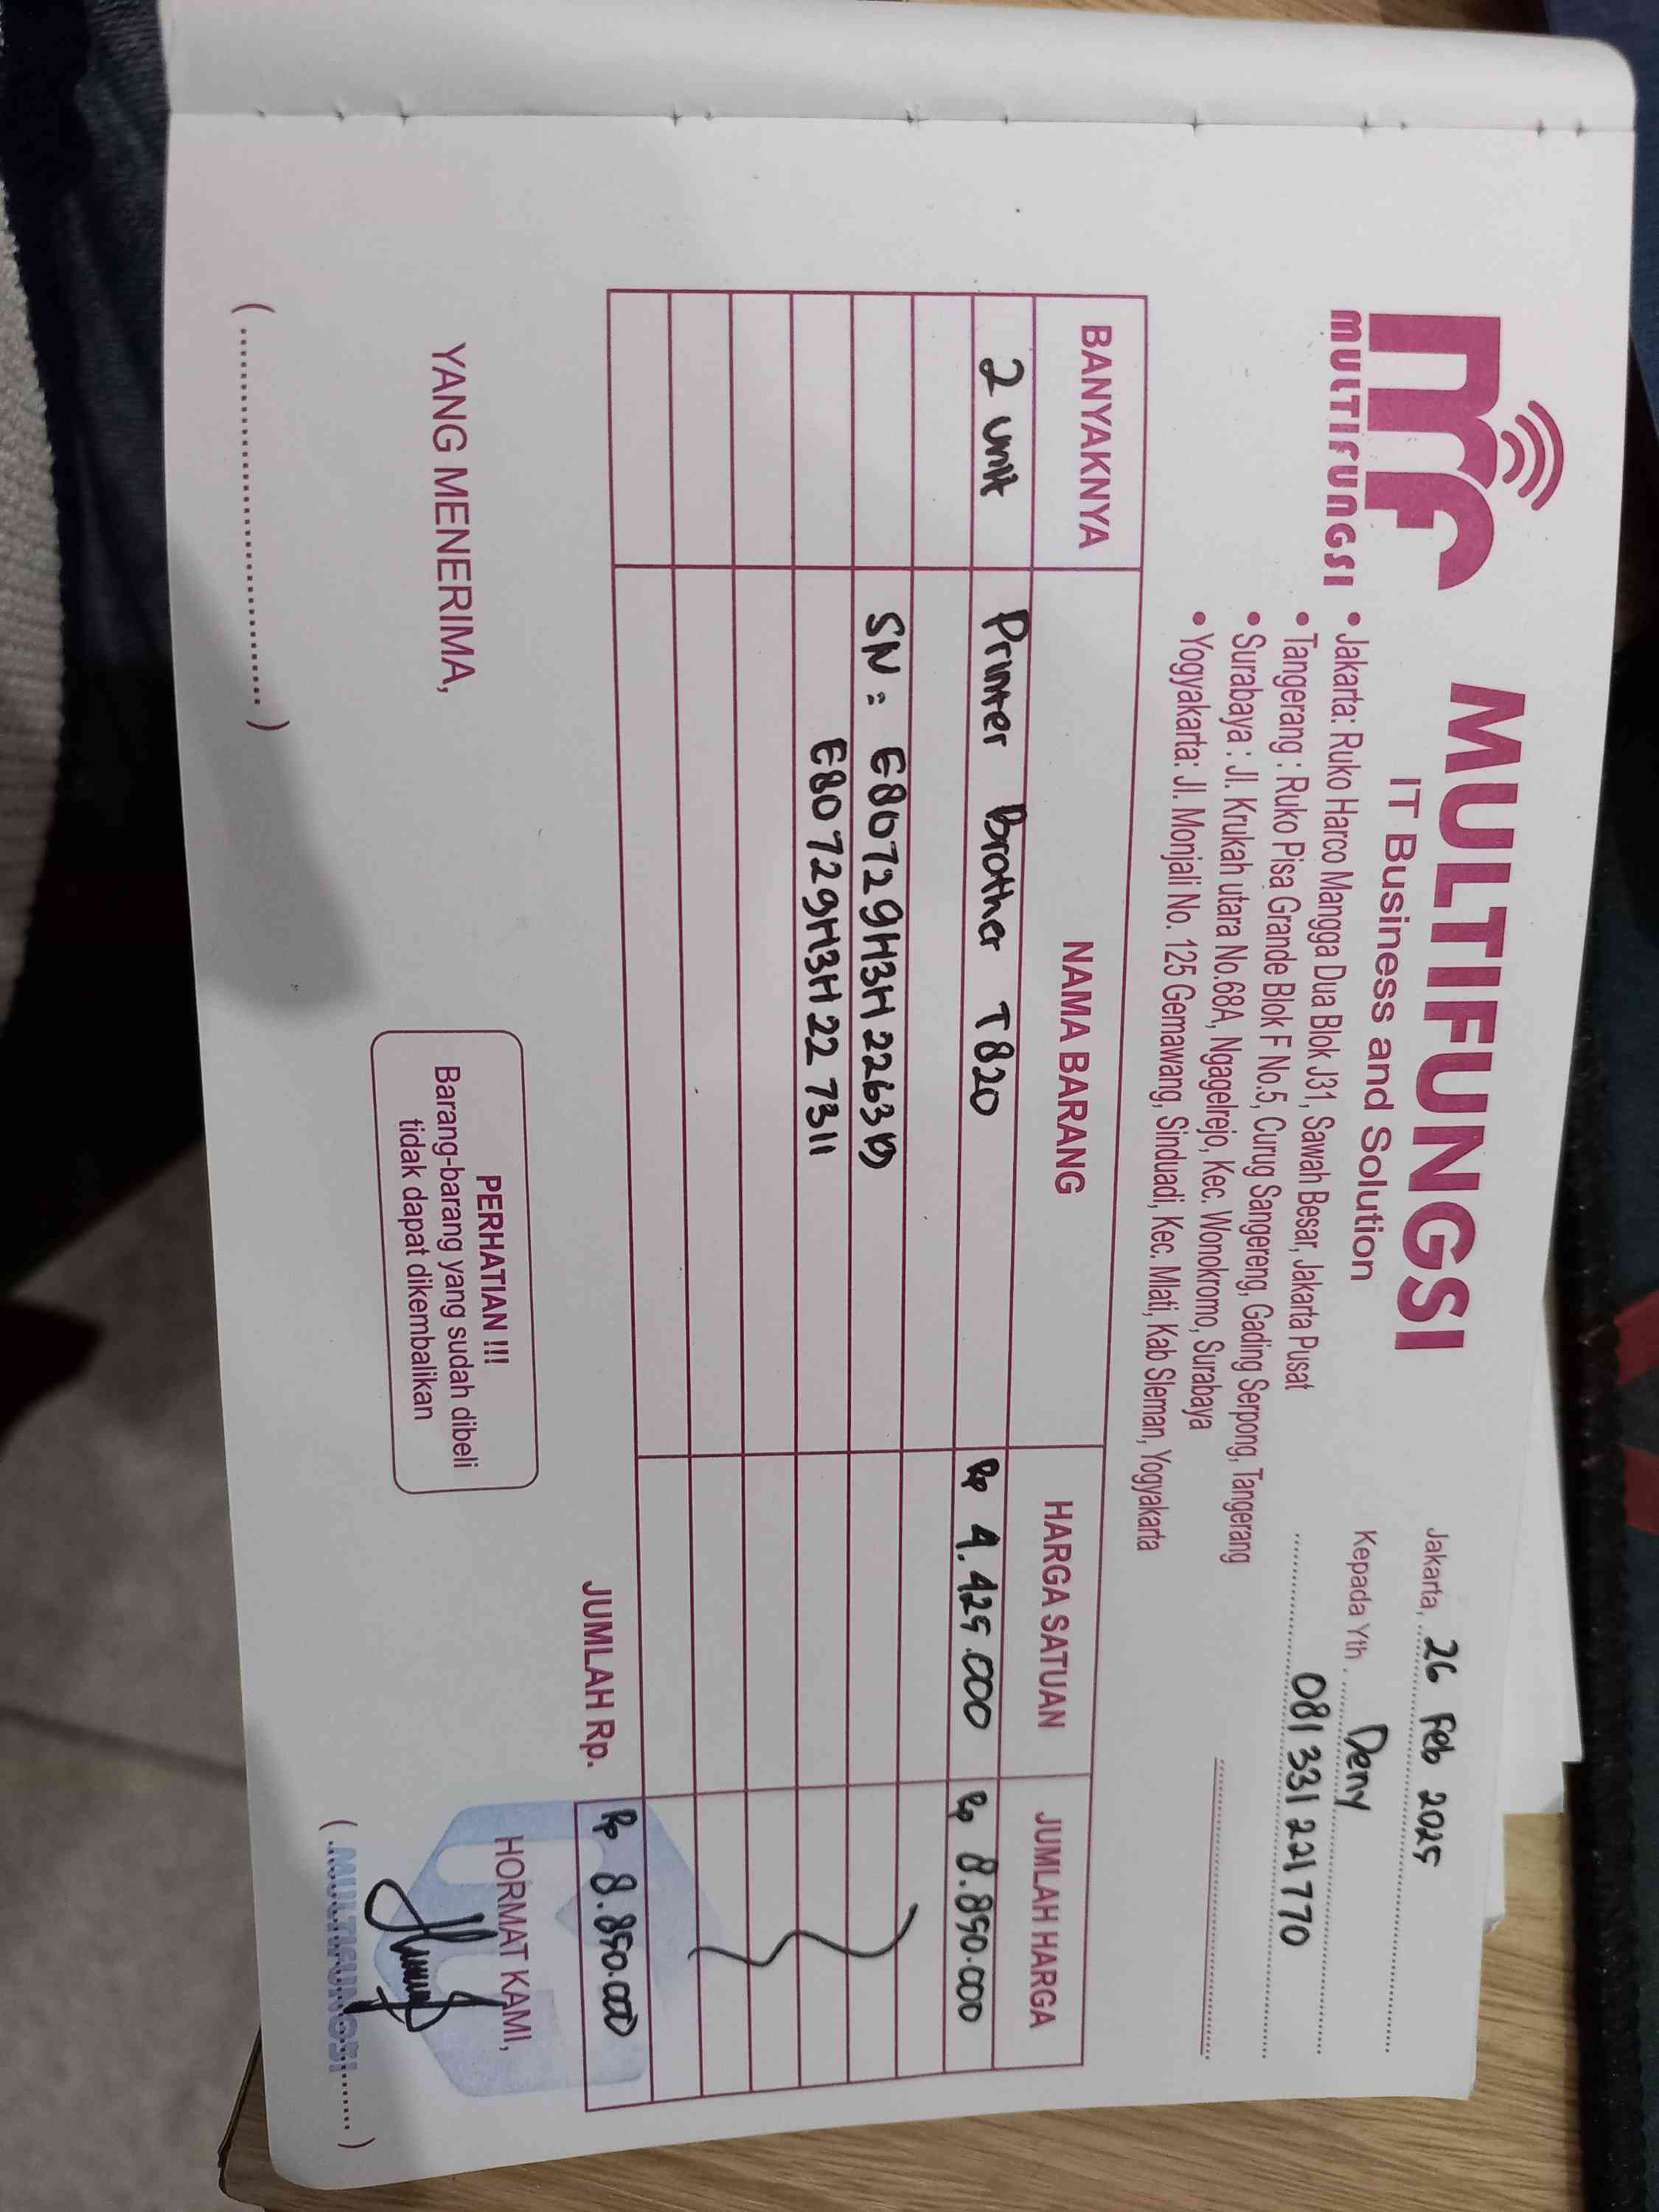 MULTIFUNGSI
MULTIFUNGSI
IT Business and Solution
• Jakarta: Ruko Harco Mangga Dua Blok J31, Sawah Besar, Jakarta Pusat
• Tangerang : Ruko Pisa Grande Blok F No.5, Curug Sangereng, Gading Serpong, Tangerang
• Surabaya : Jl. Krukah utara No.68A, Ngagelrejo, Kec. Wonokromo, Surabaya
• Yogyakarta: Jl. Monjali No. 125 Gemawang, Sinduadi, Kec. Mlati, Kab Sleman, Yogyakarta
Jakarta, 26 Feb 2025
Kepada Yth Deny
081 331 221 770
BANYAKNYA NAMA BARANG HARGA SATUAN JUMLAH HARGA
2 unit Printer Brother T820 Rp 4.425.000 Rp 8.850.000
SN :
E80729H3H227311
JUMLAH Rp. Rp 8.850.000
YANG MENERIMA,
PERHATIAN !!!
Barang-barang yang sudah dibeli
tidak dapat dikembalikan
HORMAT KAMI,
(....................................)
(.MULTIFUNGSI......)